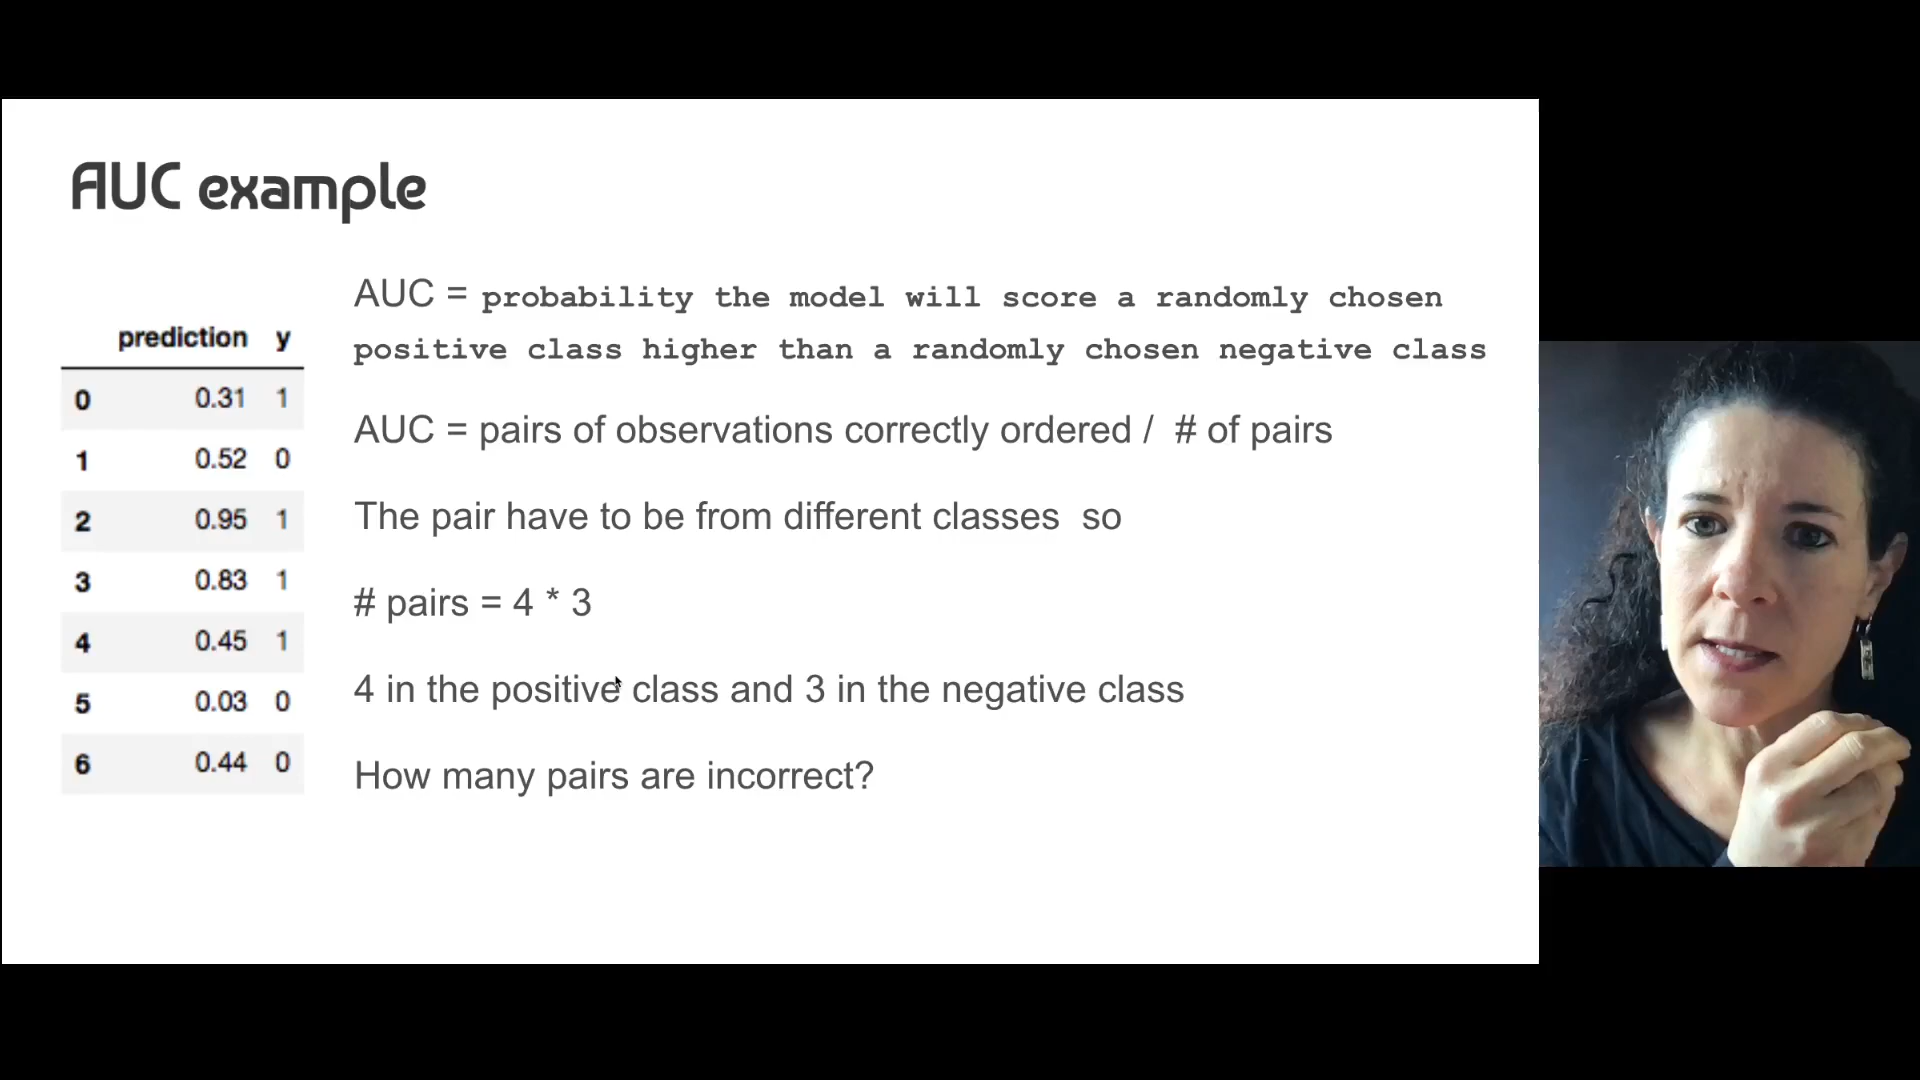 AUC example
prediction y
0 0.31 1
1 0.52 0
2 0.95 1
3 0.83 1
4 0.45 1
5 0.03 0
6 0.44 0
AUC = probability the model will score a randomly chosen
positive class higher than a randomly chosen negative class
AUC = pairs of observations correctly ordered / # of pairs
The pair have to be from different classes so
# pairs = 4 * 3
4 in the positive class and 3 in the negative class
How many pairs are incorrect?